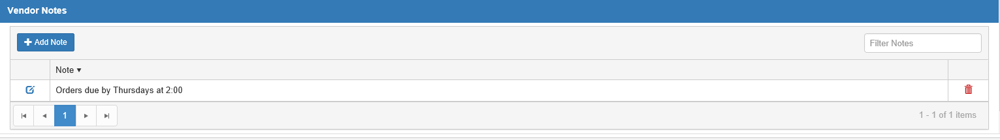 Vendor Notes
Add Note
Filter Notes
Note
Orders due by Thursdays at 2:00
1
1 - 1 of 1 items